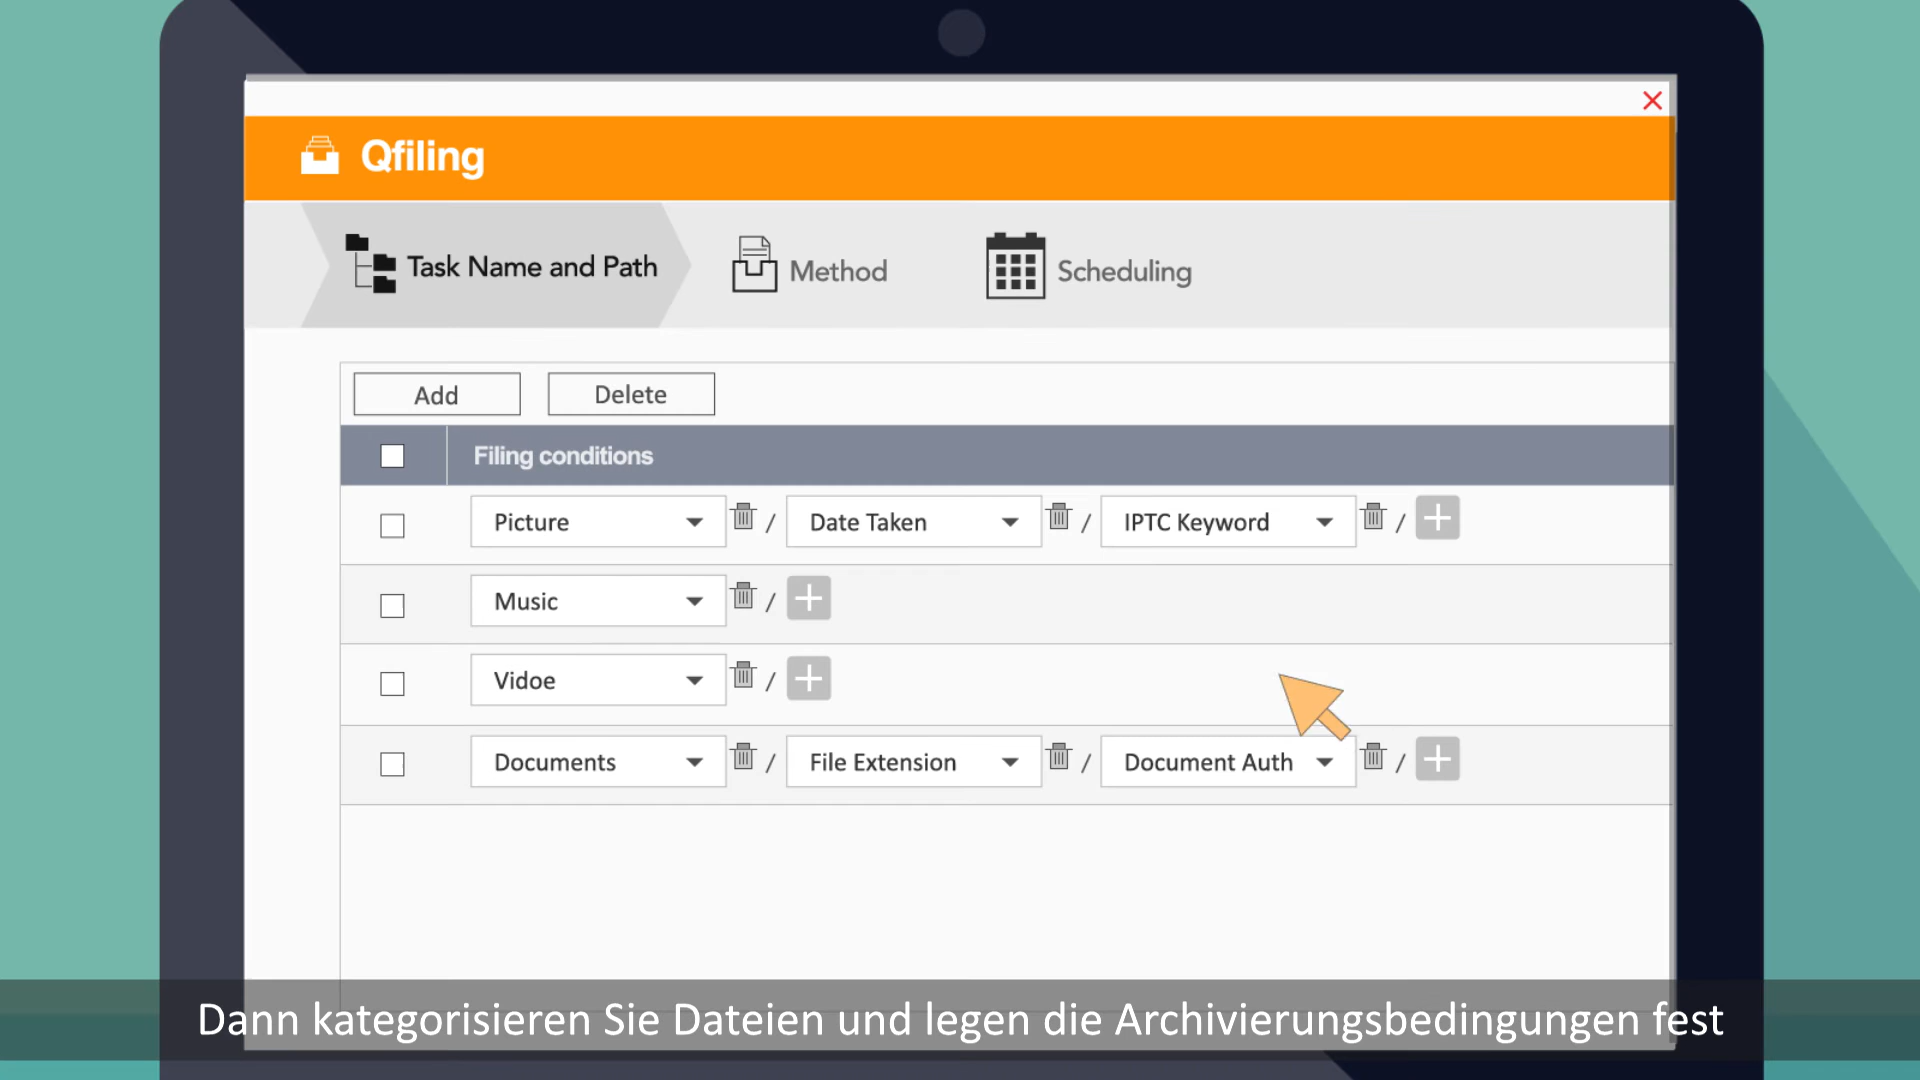 Qfiling
Task Name and Path
Method
Scheduling
Add Delete
Filing conditions
Picture / Date Taken / IPTC Keyword /
Music /
Vidoe /
Documents / File Extension / Document Auth /
Dann kategorisieren Sie Dateien und legen die Archivierungsbedingungen fest